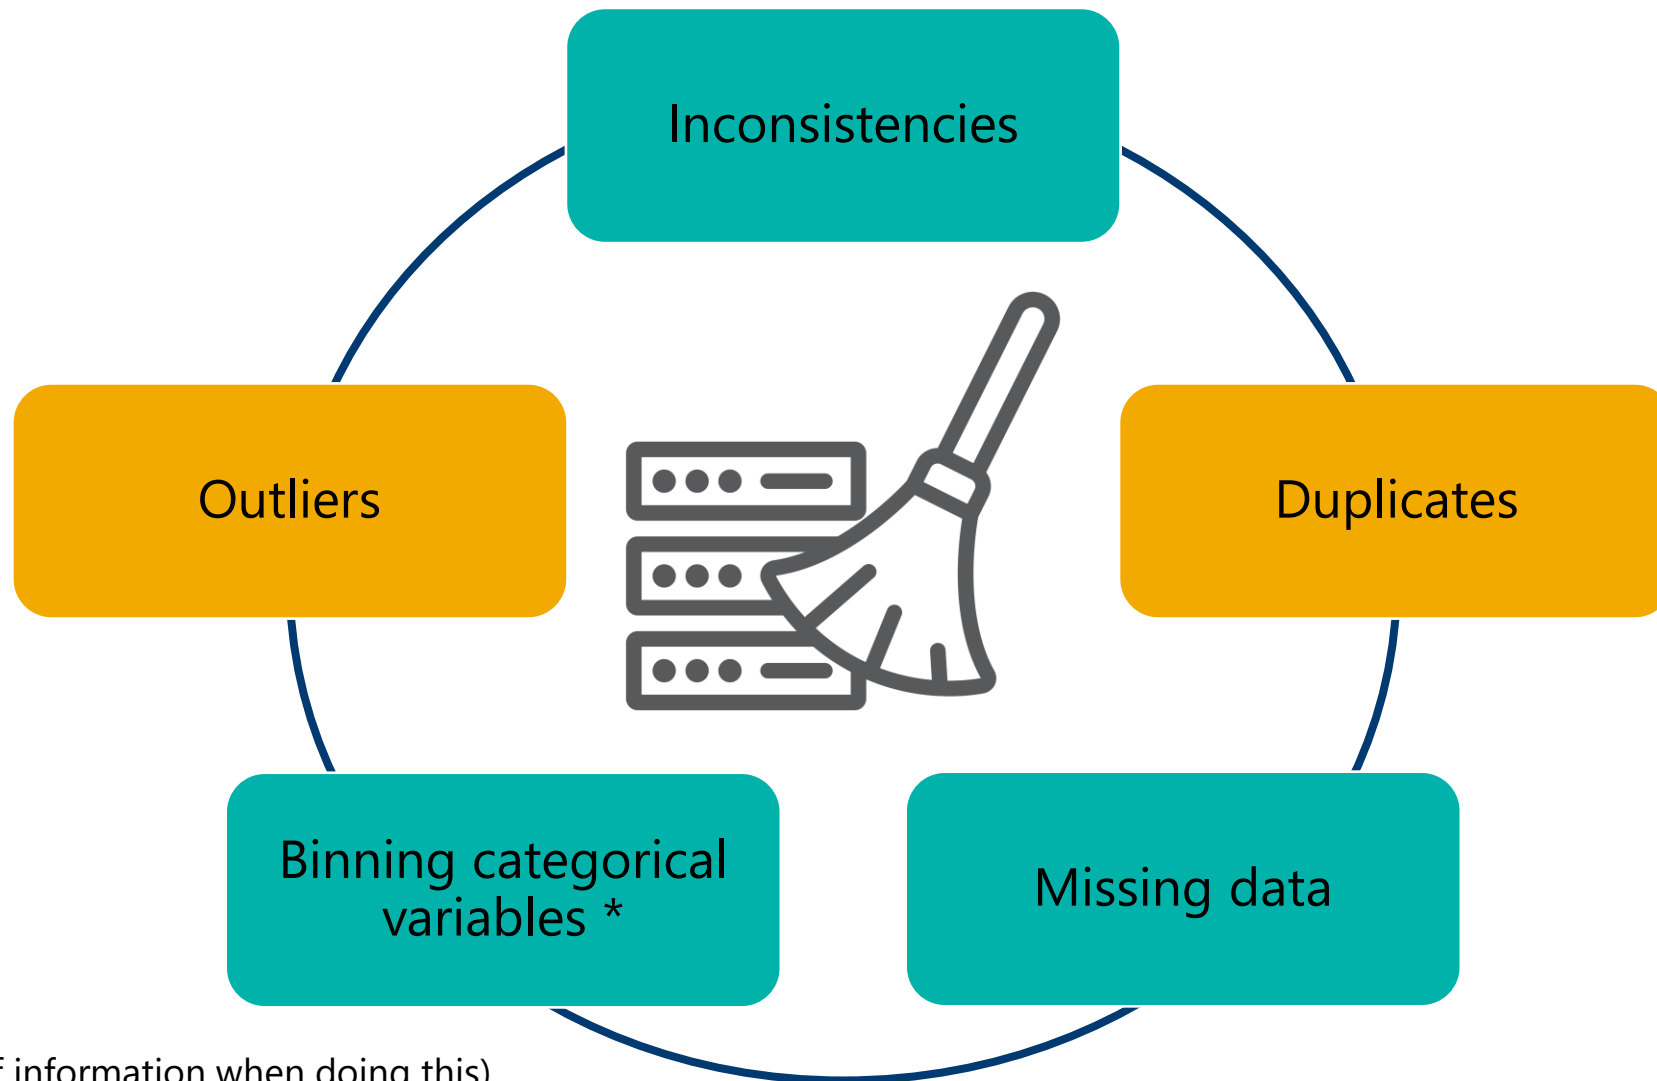 Inconsistencies
Outliers
Duplicates
Binning categorical
variables *
Missing data
information when doing this)